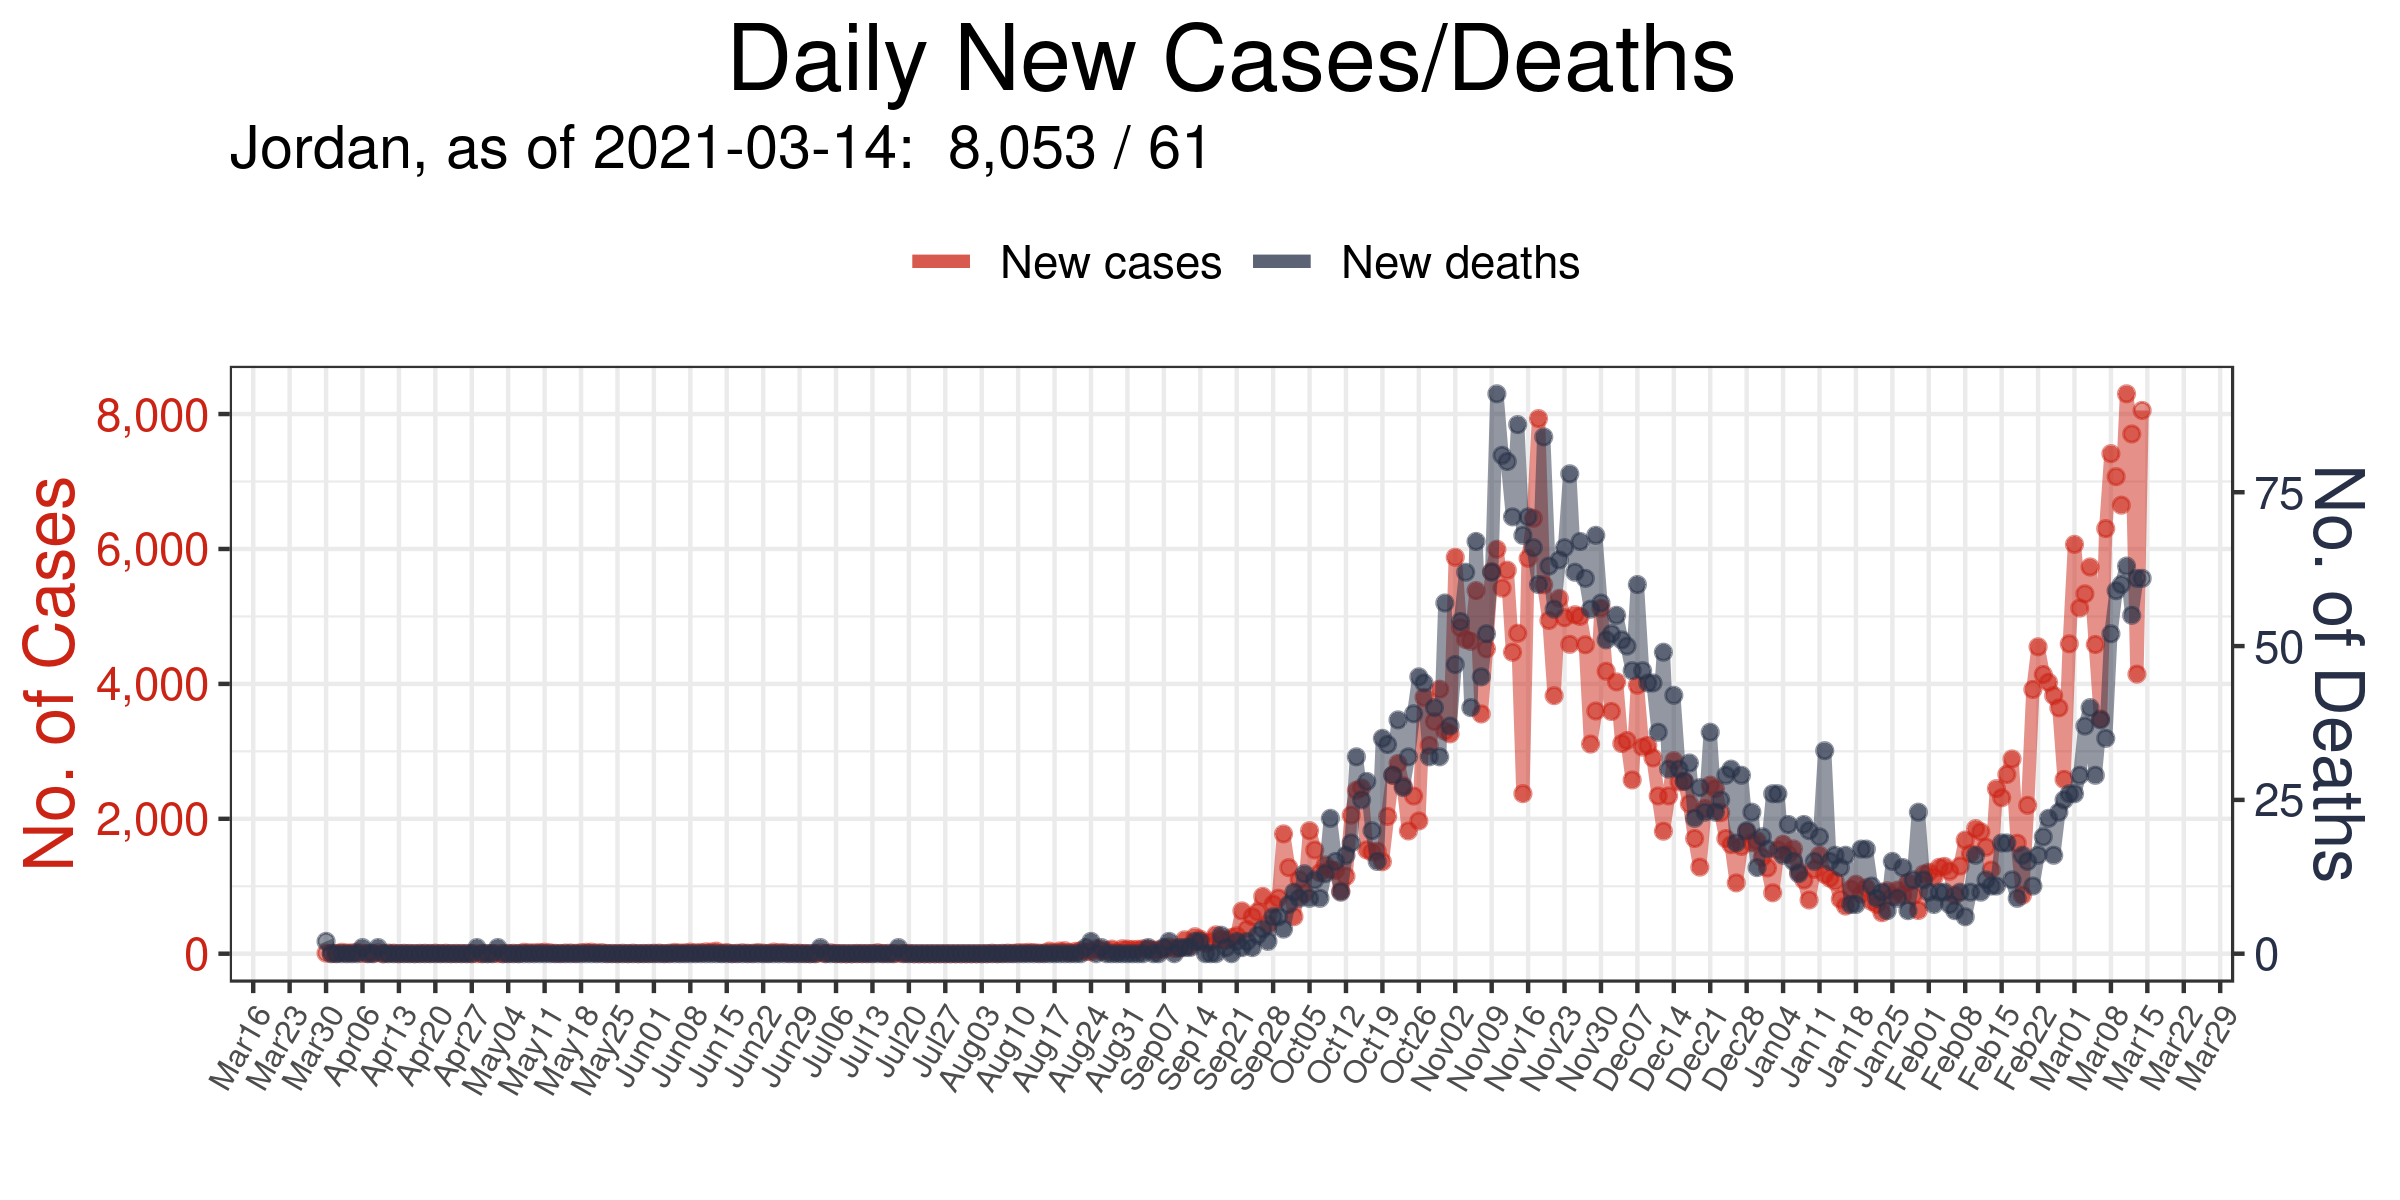 Daily New Cases/Deaths
Jordan, as of 2021-03-14:  8,053 / 61
New cases New deaths
No. of Cases
8,000
6,000
4,000
2,000
0
75
50
25
0
No. of Deaths
Mar16 Mar23 Mar30 Apr06 Apr13 Apr20 Apr27 May04 May11 May18 May25 Jun01 Jun08 Jun15 Jun22 Jun29 Jul06 Jul13 Jul20 Jul27 Aug03 Aug10 Aug17 Aug24 Aug31 Sep07 Sep14 Sep21 Sep28 Oct05 Oct12 Oct19 Oct26 Nov02 Nov09 Nov16 Nov23 Nov30 Dec07 Dec14 Dec21 Dec28 Jan04 Jan11 Jan18 Jan25 Feb01 Feb08 Feb15 Feb22 Mar01 Mar08 Mar15 Mar22 Mar29